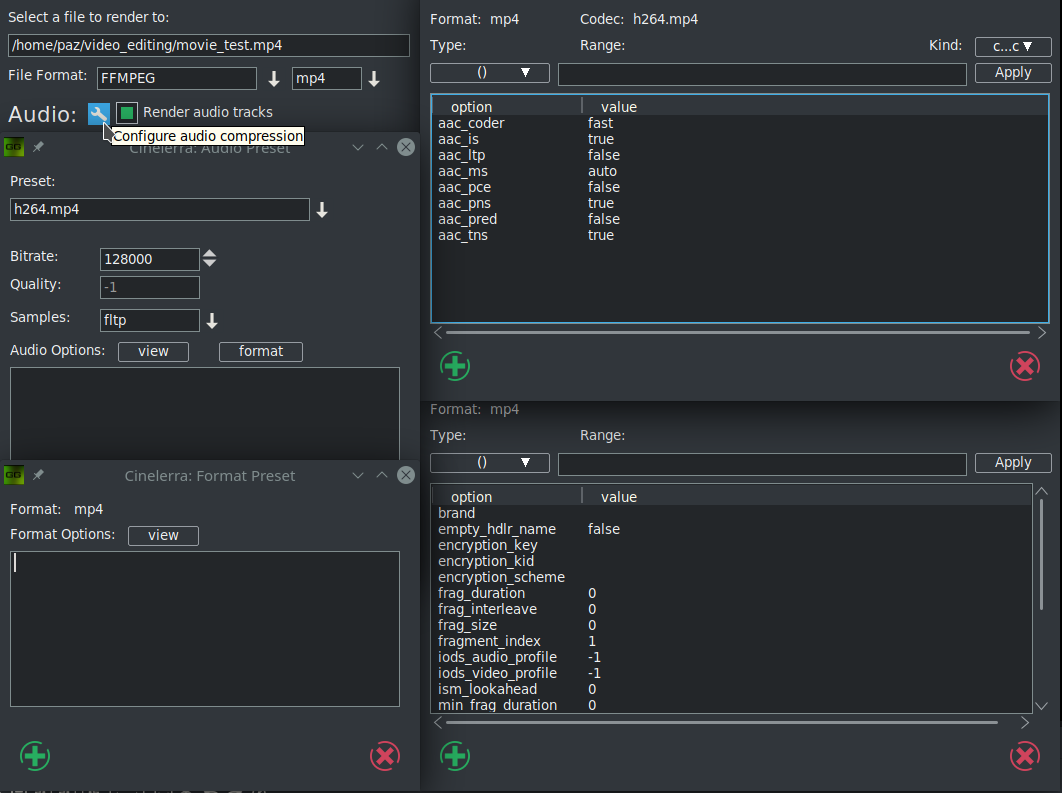 Select a file to render to:
/home/paz/video_editing/movie_test.mp4
File Format: FFMPEG mp4
Audio: Render audio tracks
Configure audio compression
Cinelerra: Audio Preset
Preset:
h264.mp4
Bitrate: 128000
Quality: -1
Samples: fltp
Audio Options: view format
Cinelerra: Format Preset
Format: mp4
Format Options: view
Format: mp4 Codec: h264.mp4
Type: Range: Kind: c...c
() Apply
option value
aac_coder fast
aac_is true
aac_ltp false
aac_ms auto
aac_pce false
aac_pns true
aac_pred false
aac_tns true
Format: mp4
Type: Range:
() Apply
option value
brand
empty_hdlr_name false
encryption_key
encryption_kid
encryption_scheme
frag_duration 0
frag_interleave 0
frag_size 0
fragment_index 1
iods_audio_profile -1
iods_video_profile -1
ism_lookahead 0
min_frag_duration 0